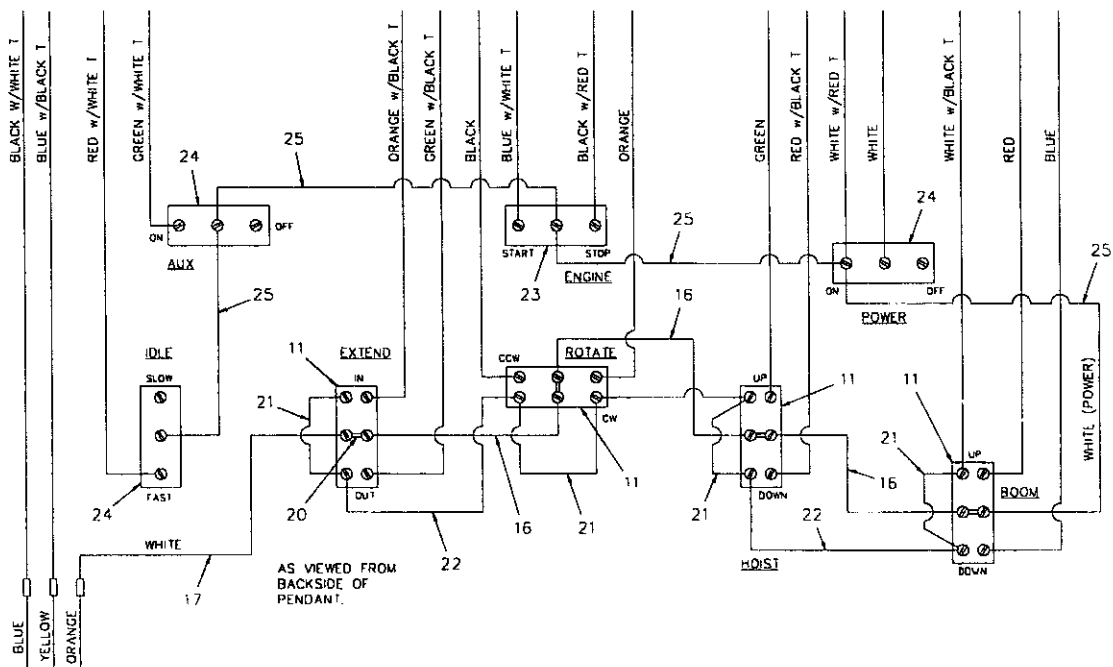 BLACK w/WHITE T
BLUE w/BLACK T
RED w/WHITE T
GREEN w/WHITE T
ORANGE w/BLACK T
GREEN w/BLACK T
BLACK
BLUE w/WHITE T
BLACK w/RED T
ORANGE
GREEN
RED w/BLACK T
WHITE w/RED T
WHITE
WHITE w/BLACK T
RED
BLUE
24
25
ON
OFF
AUX
START
STOP
ENGINE
23
25
24
ON
OFF
POWER
25
25
16
IDLE
SLOW
FAST
24
EXTEND
11
IN
21
OUT
20
CCW
ROTATE
CW
11
16
21
22
UP
11
21
DOWN
HOIST
11
21
UP
BOOM
16
DOWN
22
WHITE (POWER)
WHITE
17
AS VIEWED FROM
BACKSIDE OF
PENDANT.
BLUE
YELLOW
ORANGE